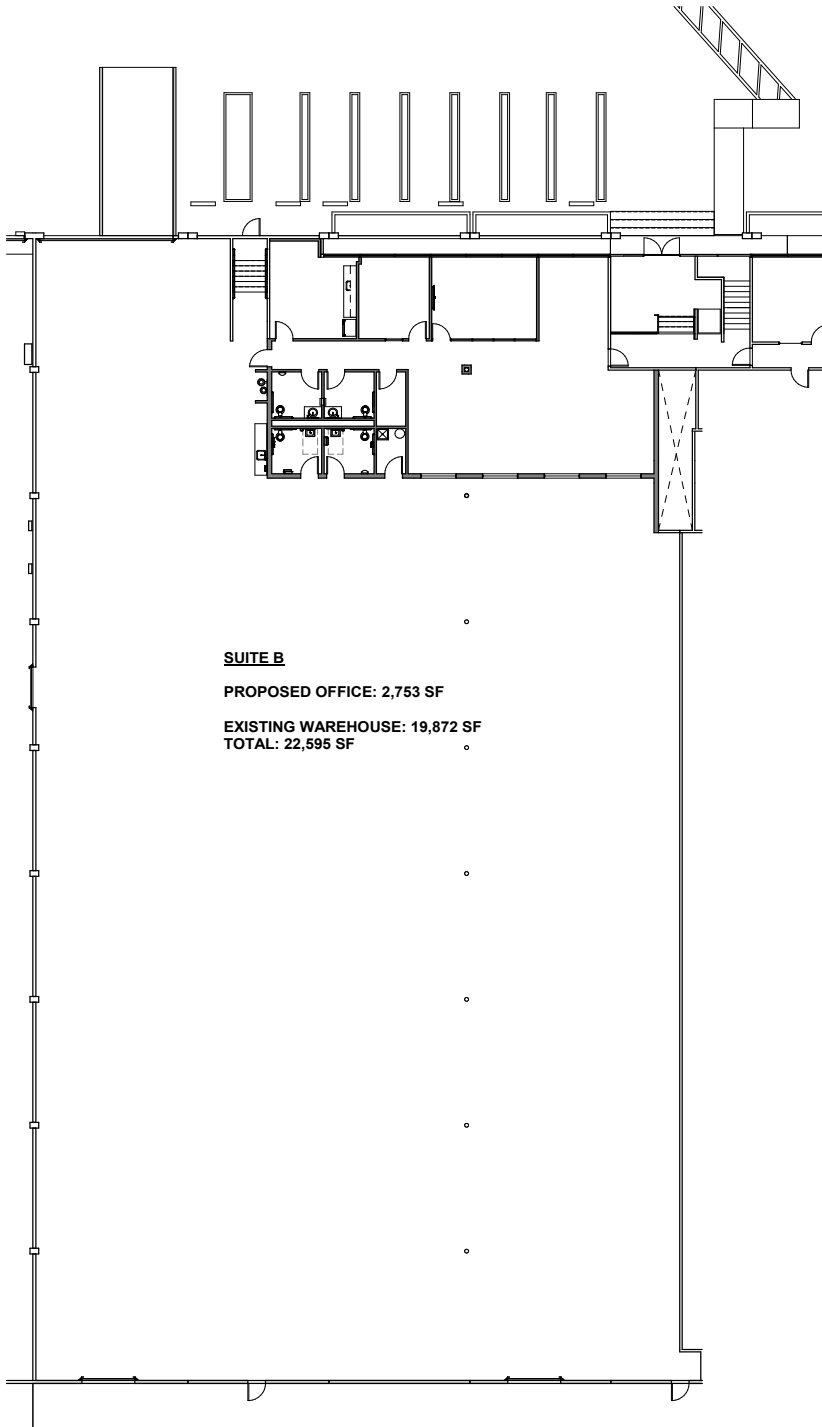 SUITE B
PROPOSED OFFICE: 2,753 SF
EXISTING WAREHOUSE: 19,872 SF
TOTAL: 22,595 SF